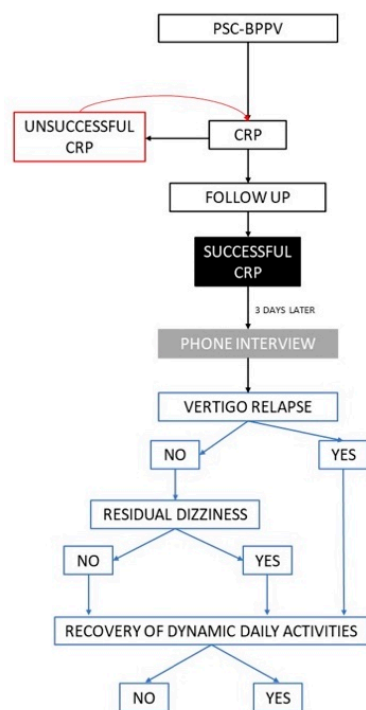 PSC-BPPV
UNSUCCESSFUL
CRP
CRP
FOLLOW UP
SUCCESSFUL
CRP
3 DAYS LATER
PHONE INTERVIEW
VERTIGO RELAPSE
NO
YES
RESIDUAL DIZZINESS
NO
YES
RECOVERY OF DYNAMIC DAILY ACTIVITIES
NO
YES